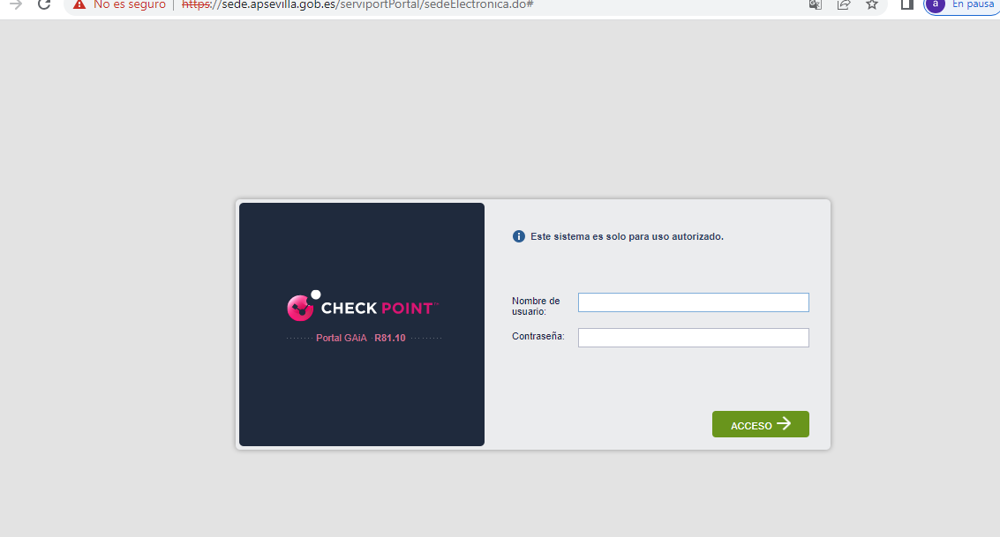 No es seguro | https://sede.apsevilla.gob.es/serviportPortal/sedeElectronica.do#
a En pausa
Este sistema es solo para uso autorizado.
CHECK POINT™
Portal GAiA R81.10
Nombre de
usuario:
Contraseña:
ACCESO